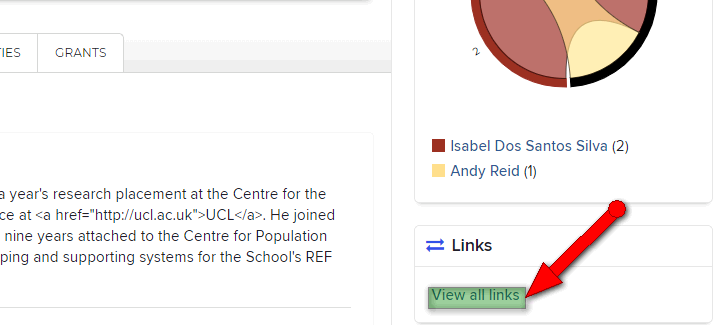 TIES
GRANTS
a year's research placement at the Centre for the
ce at <a href="http://ucl.ac.uk">UCL</a>. He joined
nine years attached to the Centre for Population
ping and supporting systems for the School's REF
2
Isabel Dos Santos Silva (2)
Andy Reid (1)
Links
View all links